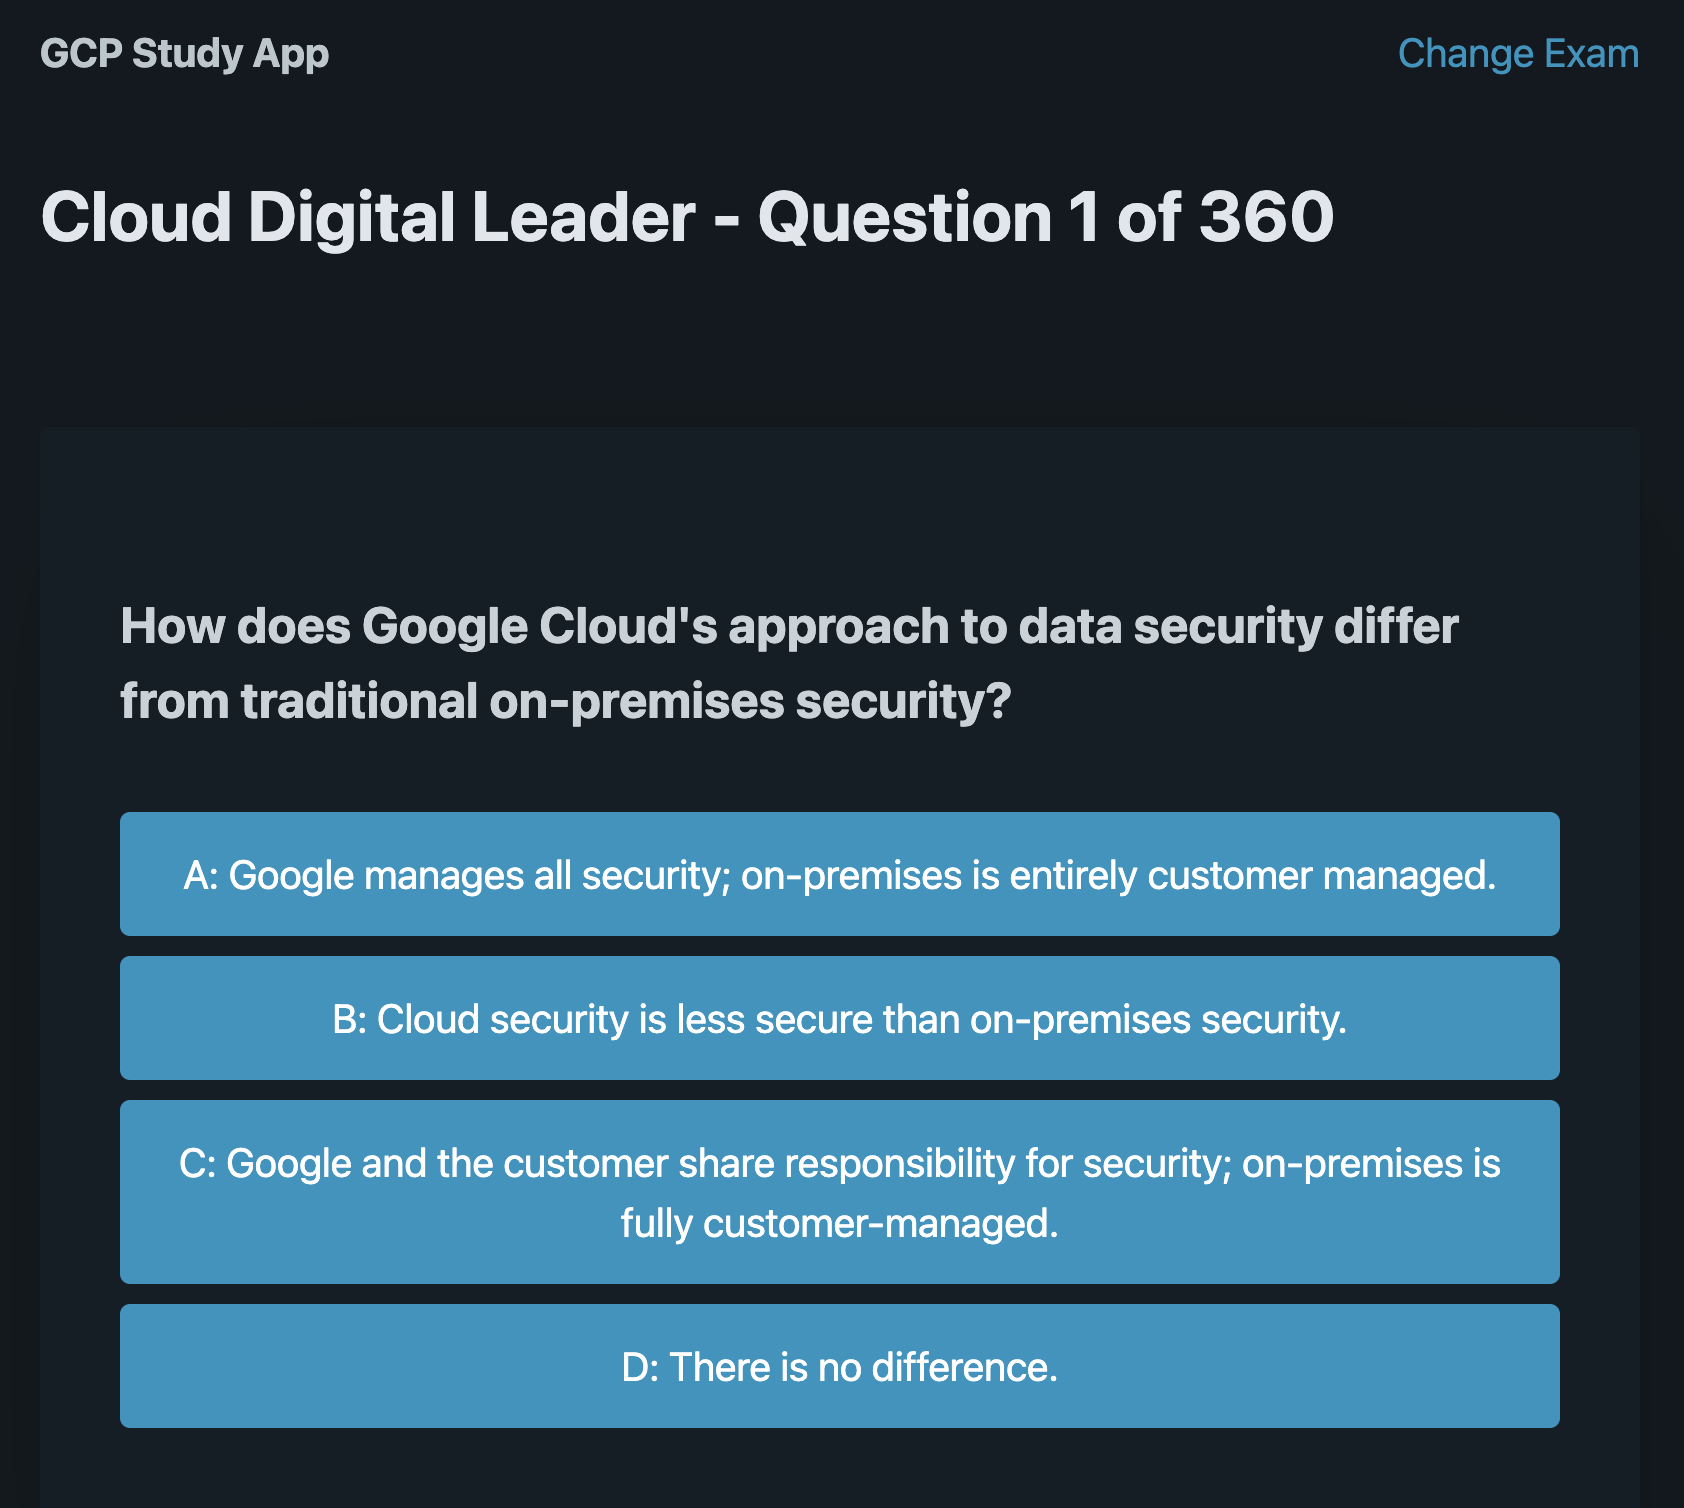 GCP Study App
Change Exam
Cloud Digital Leader - Question 1 of 360
How does Google Cloud's approach to data security differ
from traditional on-premises security?
A: Google manages all security; on-premises is entirely customer managed.
B: Cloud security is less secure than on-premises security.
C: Google and the customer share responsibility for security; on-premises is
fully customer-managed.
D: There is no difference.